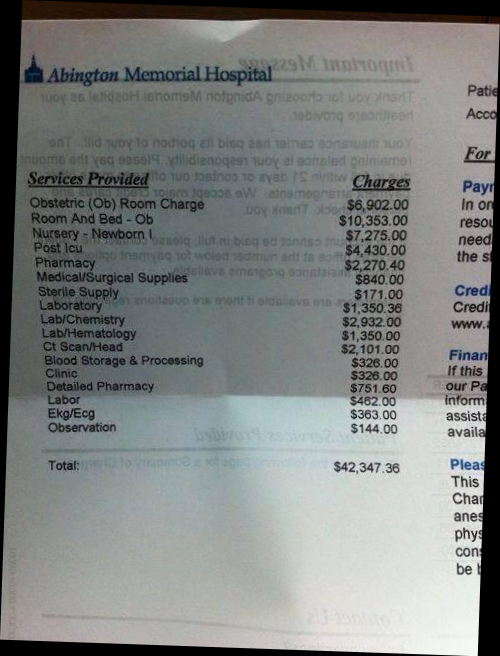 Abington Memorial Hospital
Services Provided Charges
Obstetric (Ob) Room Charge $6,902.00
Room And Bed - Ob $10,353.00
Nursery - Newborn I $7,275.00
Post Icu $4,430.00
Pharmacy $2,270.40
Medical/Surgical Supplies $840.00
Sterile Supply $171.00
Laboratory $1,350.36
Lab/Chemistry $2,932.00
Lab/Hematology $1,350.00
Ct Scan/Head $2,101.00
Blood Storage & Processing $326.00
Clinic $326.00
Detailed Pharmacy $751.60
Labor $462.00
Ekg/Ecg $363.00
Observation $144.00
Total: $42,347.36
Patie
Acco
For
Payr
In or
resou
need
the s
Credi
Credi
www.a
Finan
If this
our Pa
inform
assista
availa
Pleas
This
Char
anes
phys
cons
be b